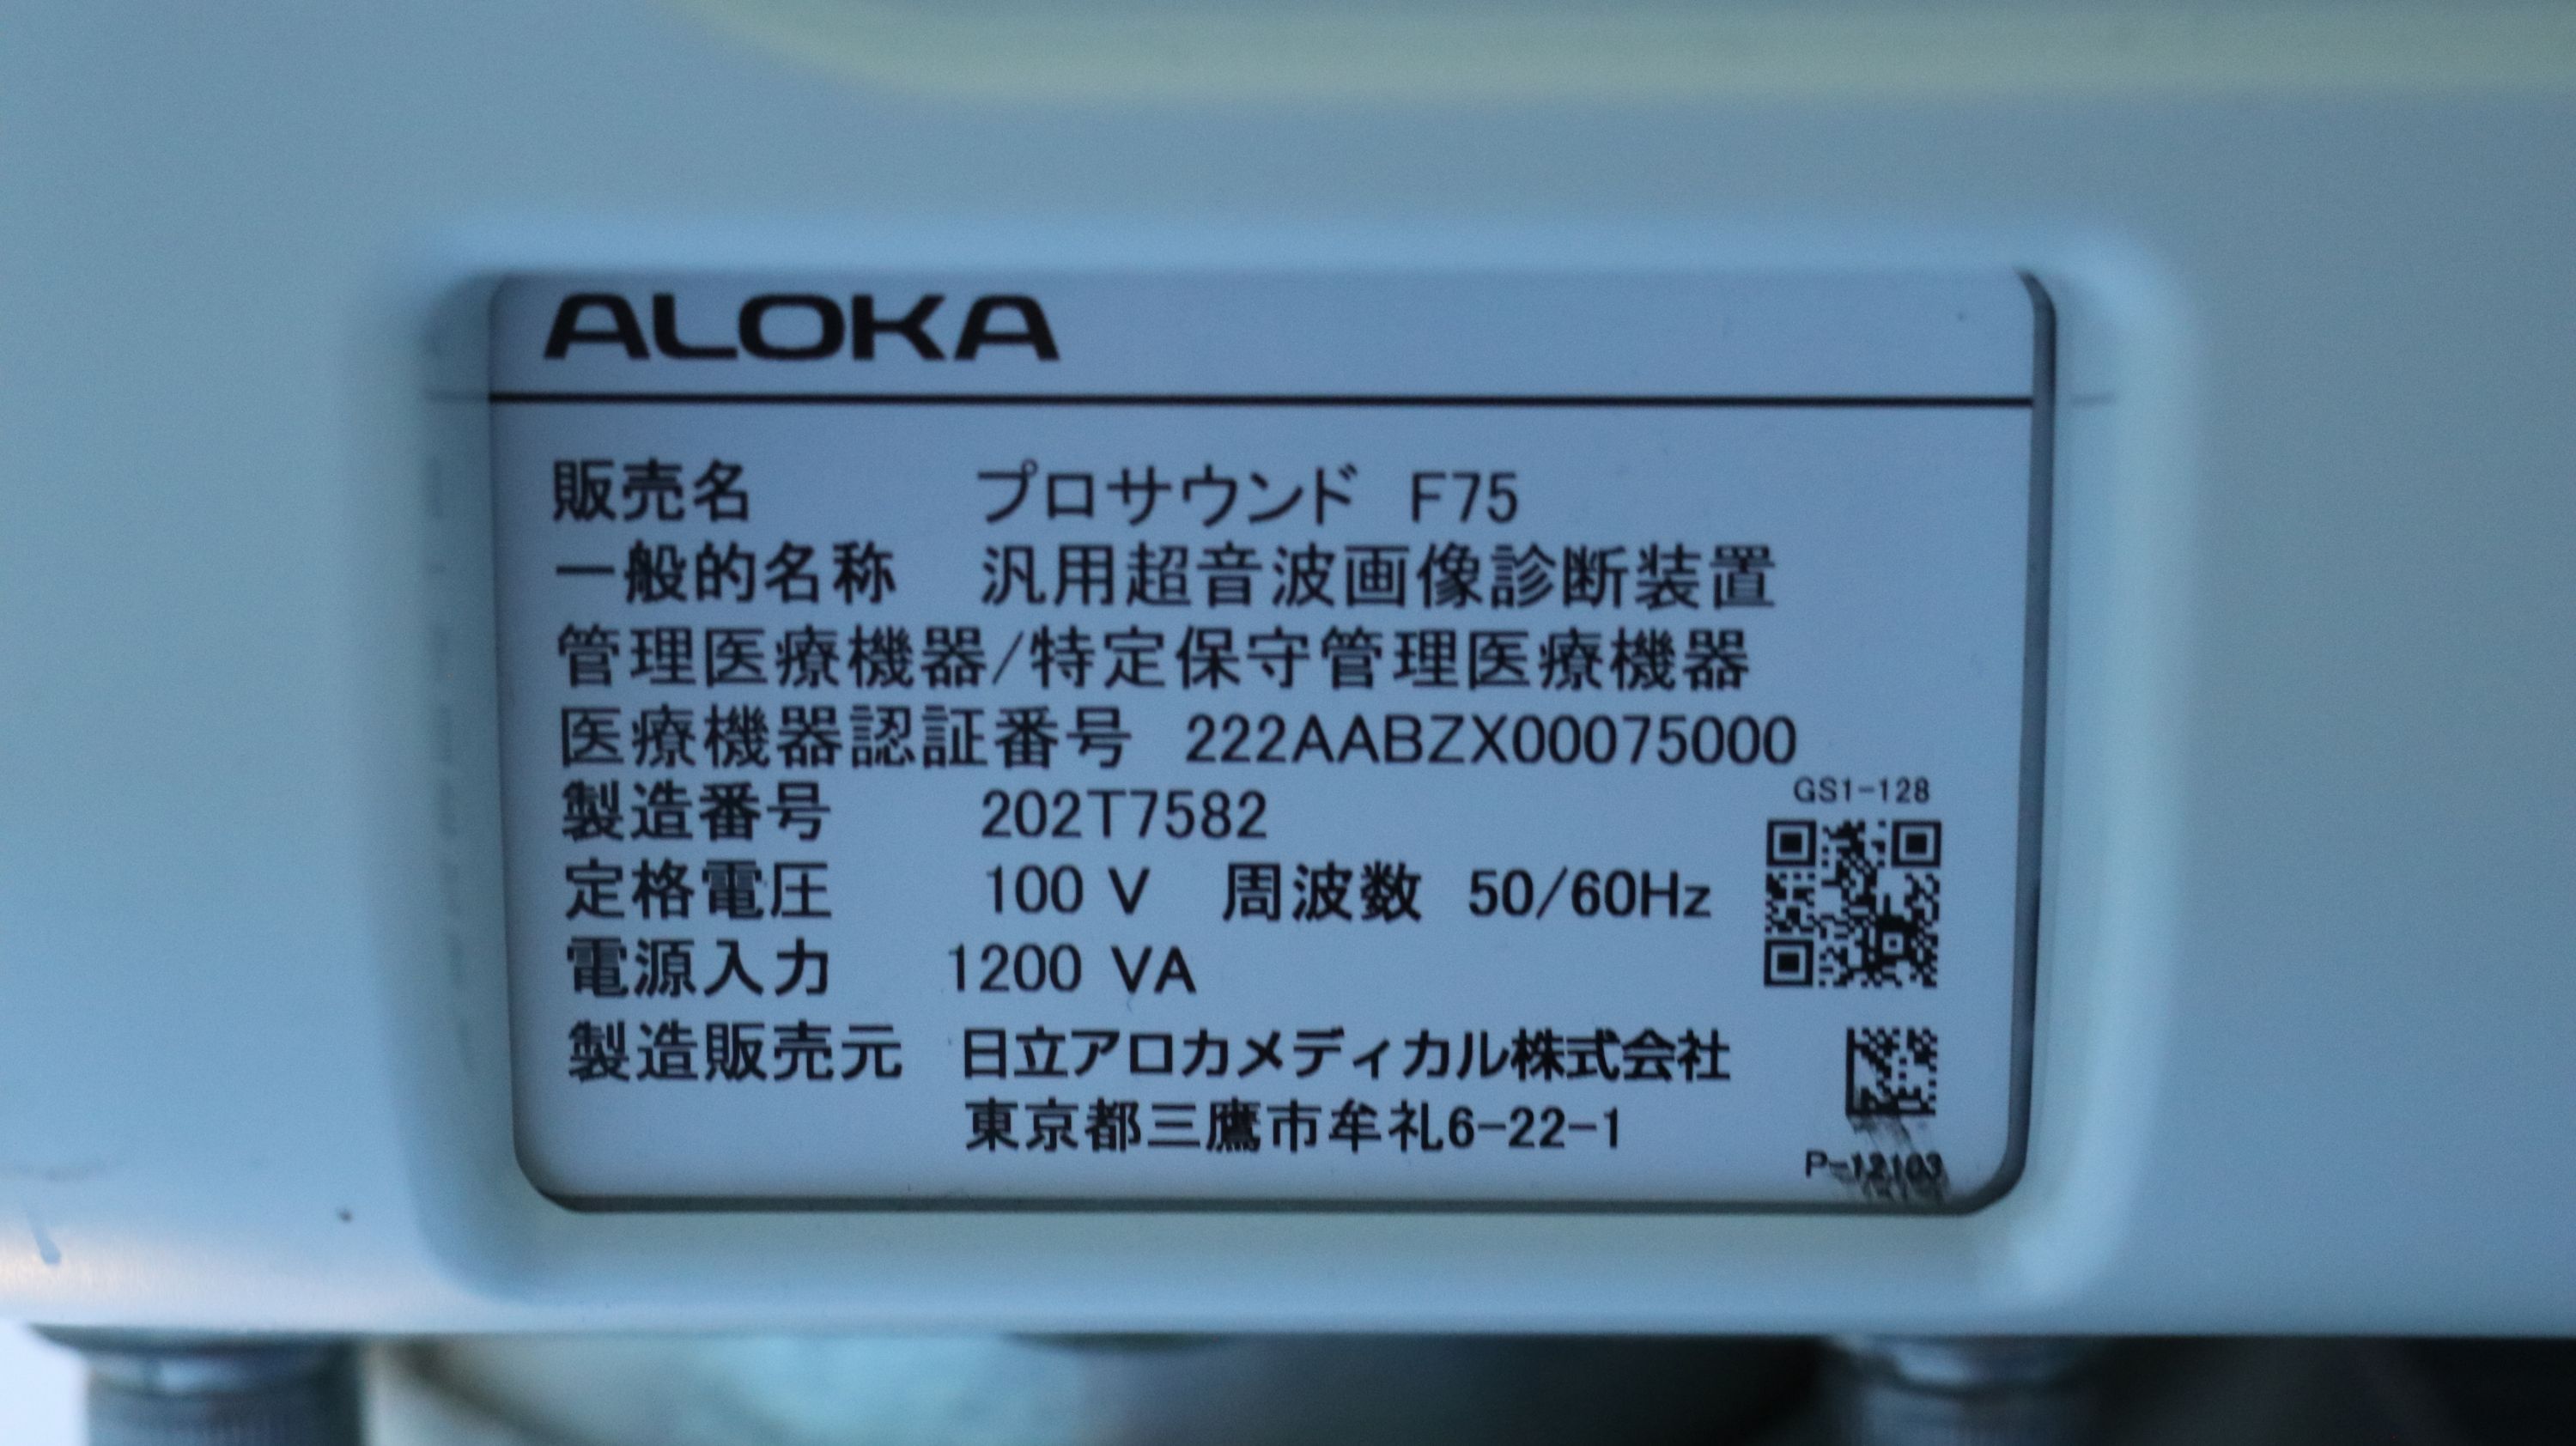 ALOKA
販売名 プロサウンド F75
一般的名称 汎用超音波画像診断装置
管理医療機器/特定保守管理医療機器
医療機器認証番号 222AABZX00075000
製造番号 202T7582
GS1-128
定格電圧 100 V 周波数 50/60Hz
電源入力 1200 VA
製造販売元 日立アロカメディカル株式会社
東京都三鷹市牟礼6-22-1
P-12103